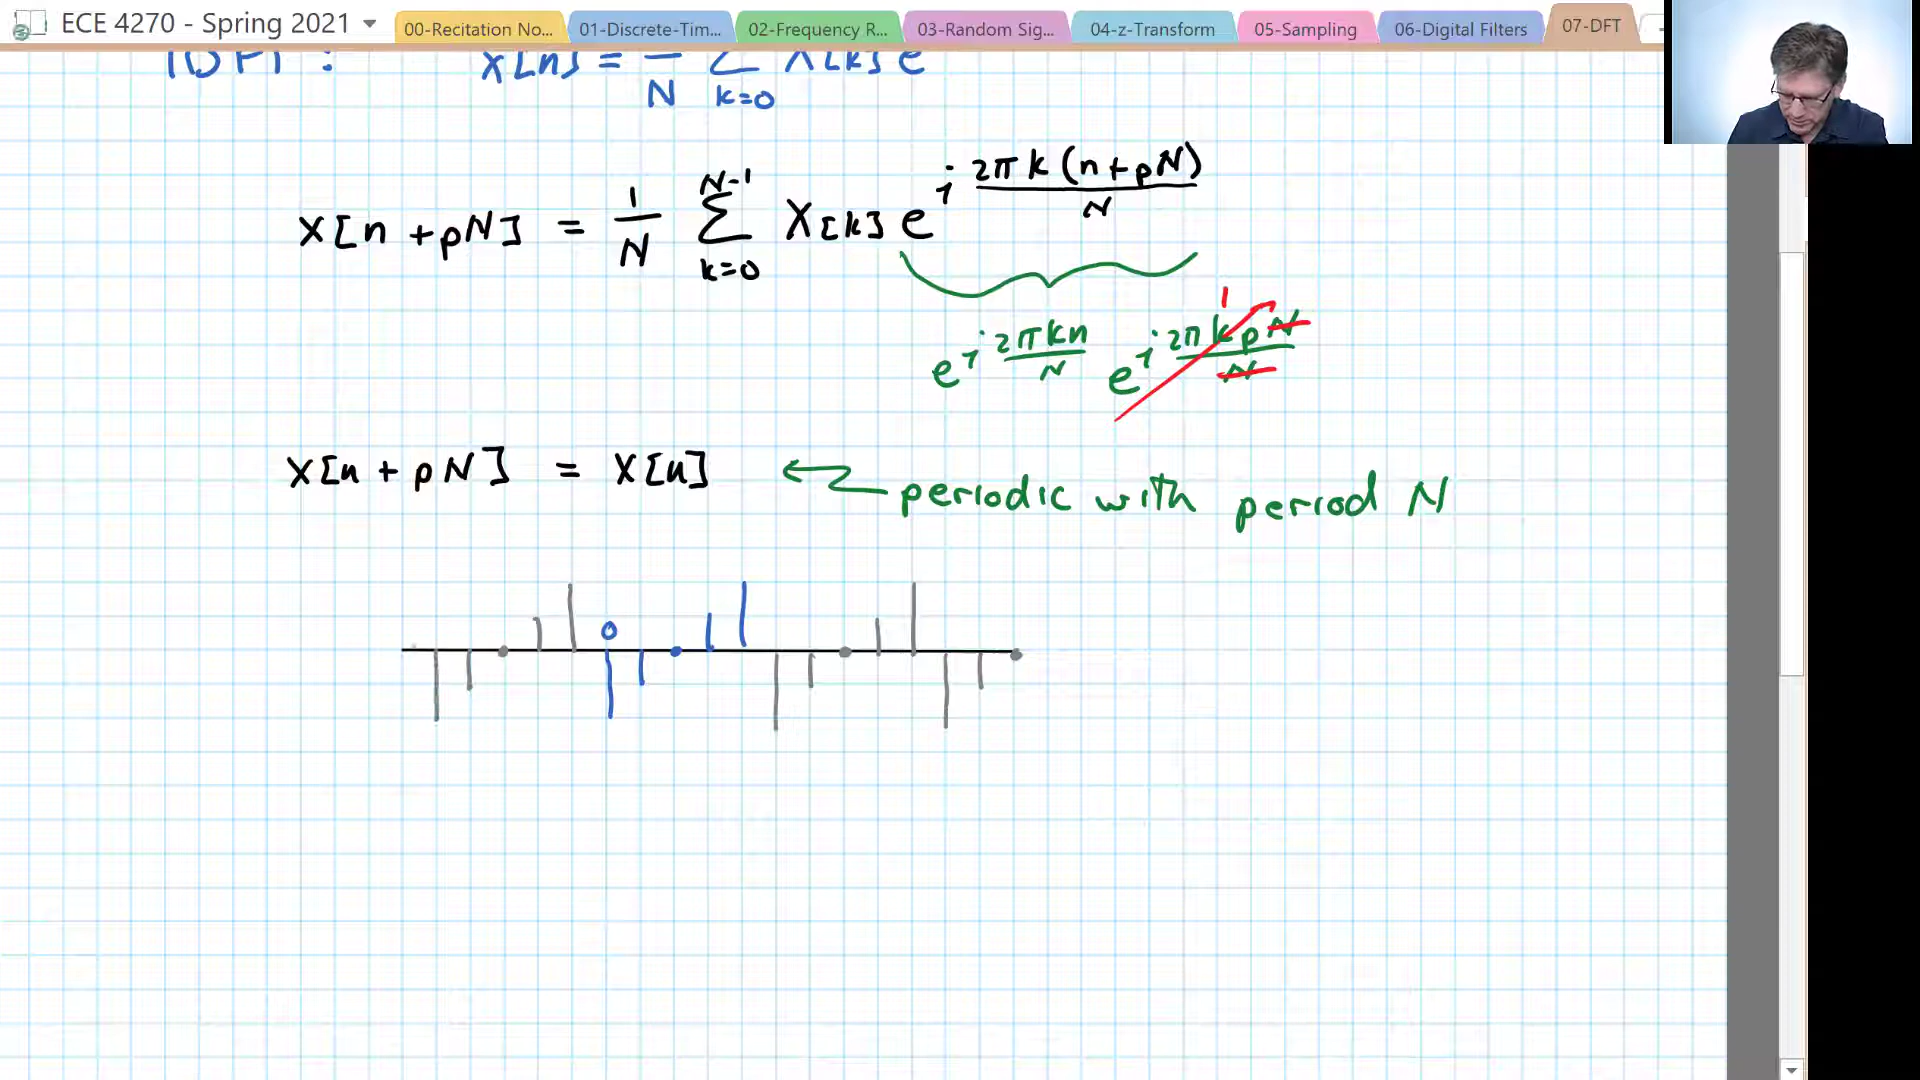 ECE 4270 - Spring 2021
00-Recitation No...
01-Discrete-Tim...
02-Frequency R...
03-Random Sig...
04-z-Transform
05-Sampling
06-Digital Filters
07-DFT
IDFT : x[n] = 1/N ∑ k=0 X[k] e
x[n + pN] = 1/N ∑ k=0 N-1 X[k] e^j 2πk(n+pN)/N
e^j 2πkn/N e^j 2πkpN/N 1
x[n + pN] = x[n] periodic with period N
0